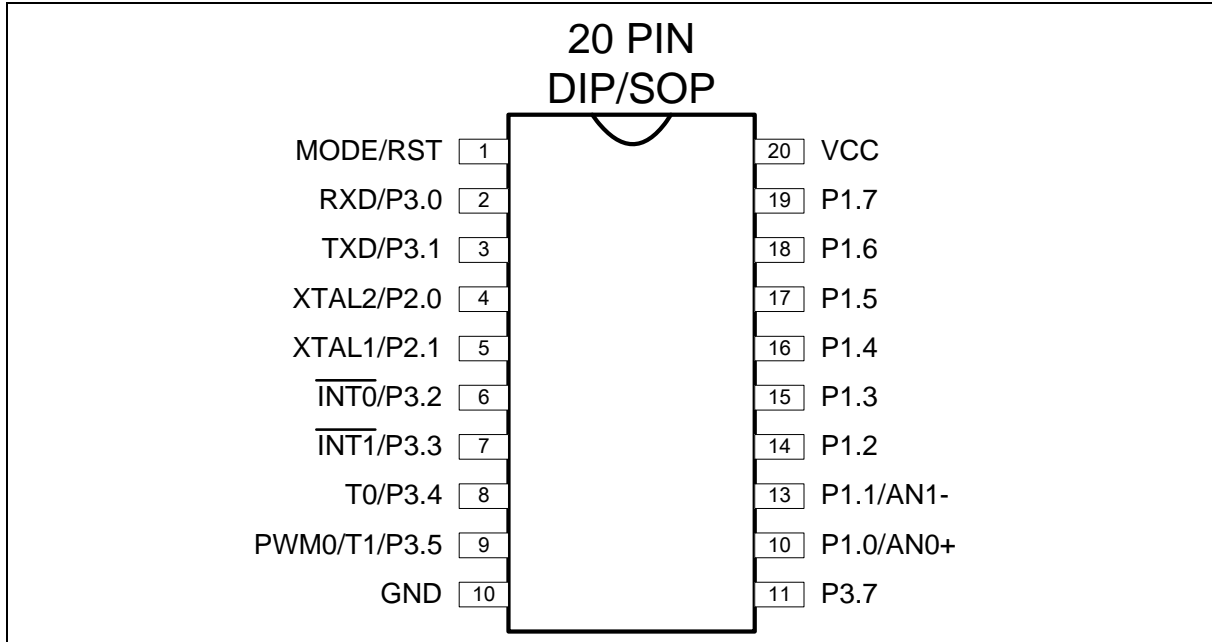 20 PIN
DIP/SOP
MODE/RST 1 20 VCC
RXD/P3.0 2 19 P1.7
TXD/P3.1 3 18 P1.6
XTAL2/P2.0 4 17 P1.5
XTAL1/P2.1 5 16 P1.4
INT0/P3.2 6 15 P1.3
INT1/P3.3 7 14 P1.2
T0/P3.4 8 13 P1.1/AN1-
PWM0/T1/P3.5 9 10 P1.0/AN0+
GND 10 11 P3.7